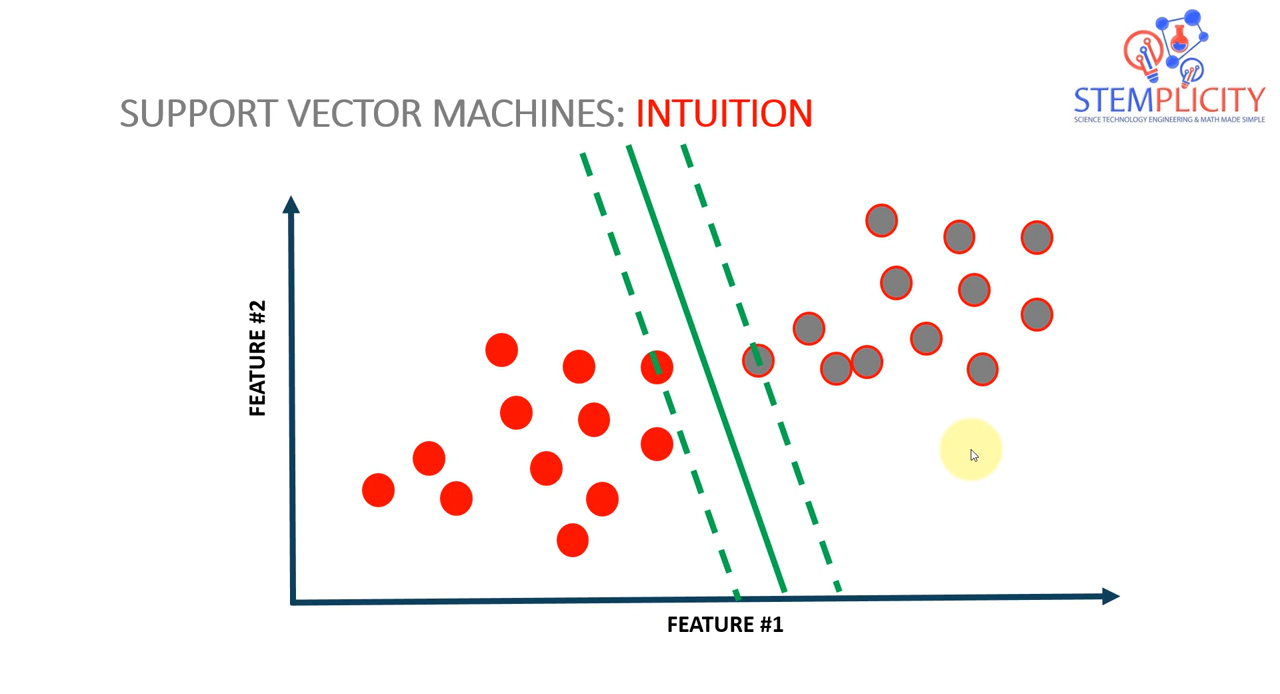 STEMPLICITY
SCIENCE TECHNOLOGY ENGINEERING & MATH MADE SIMPLE
SUPPORT VECTOR MACHINES: INTUITION
FEATURE #2
FEATURE #1